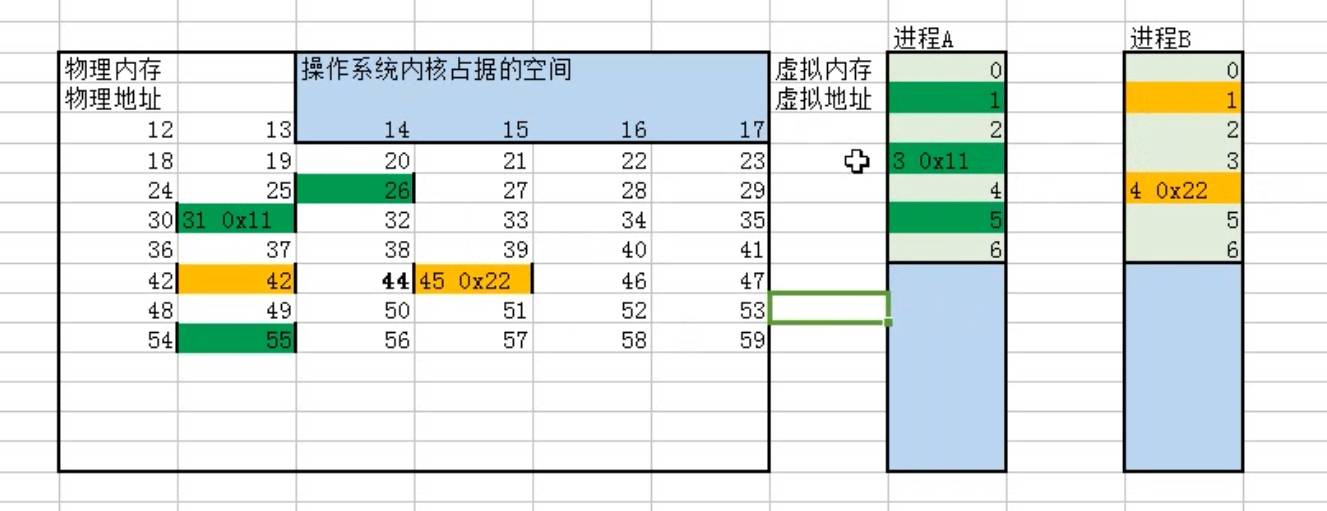 进程A 进程B
物理内存 操作系统内核占据的空间 虚拟内存 0 0
物理地址 虚拟地址 1 1
12 13 14 15 16 17 2 2
18 19 20 21 22 23 3 0x11 3
24 25 26 27 28 29 4 4 0x22
30 31 0x11 32 33 34 35 5 5
36 37 38 39 40 41 6 6
42 42 44 45 0x22 46 47
48 49 50 51 52 53
54 55 56 57 58 59